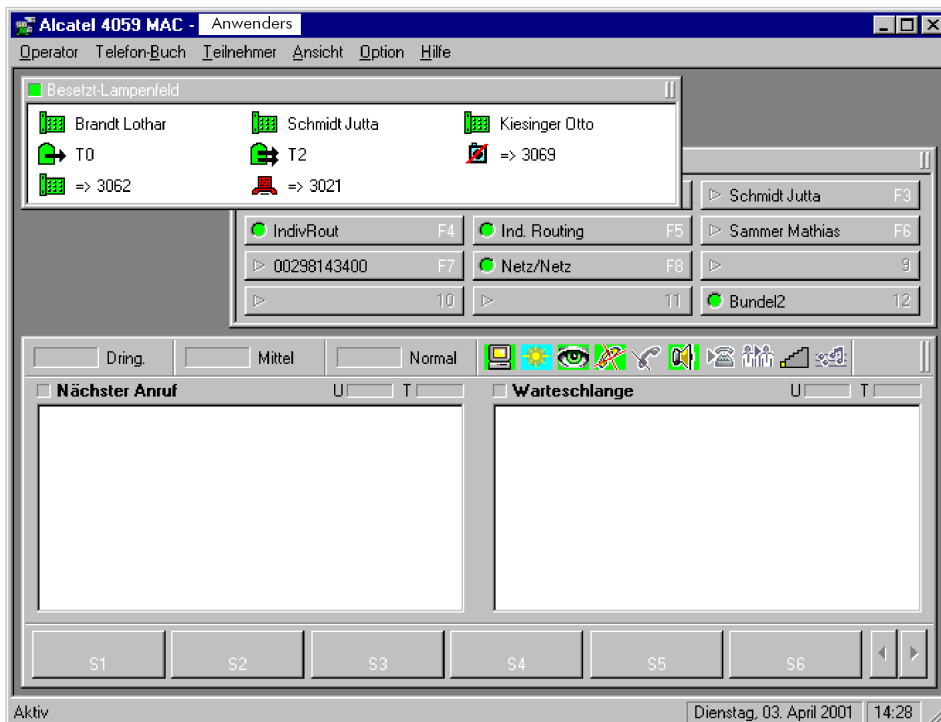 Alcatel 4059 MAC - Anwenders
Operator Telefon-Buch Teilnehmer Ansicht Option Hilfe
Besetzt-Lampenfeld
Brandt Lothar Schmidt Jutta Kiesinger Otto
T0 T2 => 3069
=> 3062 => 3021
Schmidt Jutta F3
IndivRout F4 Ind. Routing F5 Sammer Mathias F6
00298143400 F7 Netz/Netz F8 9
10 11 Bundel2 12
Dring. Mittel Normal
Nächster Anruf U T Warteschlange U T
S1 S2 S3 S4 S5 S6
Aktiv Dienstag, 03. April 2001 14:28